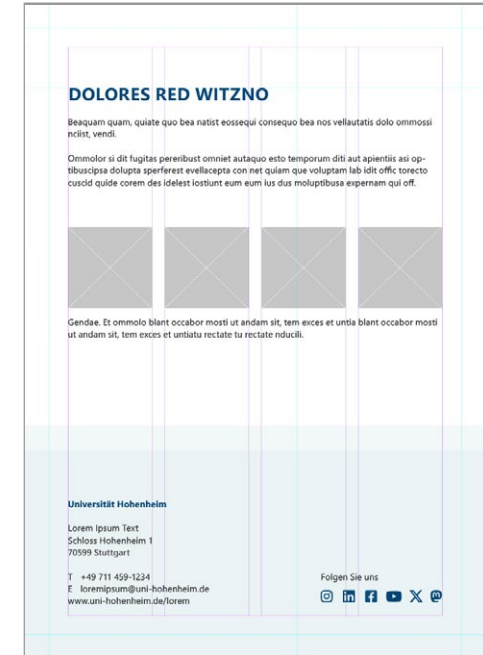 DOLORES RED WITZNO
Beaquam quam, quiate quo bea natist eossequi consequo bea nos vellautatis dolo ommossi
nciist, vendi.
Ommolor si dit fugitas pereribust omniet autaquo esto temporum diti aut apientiis asi op-
tibuscipsa dolupta sperferest evellacepta con net quiam que voluptam lab idit offic torecto
cuscid quide corem des idelest iostiunt eum eum ius dus moluptibusa expernam qui off.
Gendae. Et ommolo blant occabor mosti ut andam sit, tem exces et untia blant occabor mosti
ut andam sit, tem exces et untiatu rectate tu rectate nducili.
Universität Hohenheim
Lorem Ipsum Text
Schloss Hohenheim 1
70599 Stuttgart
T +49 711 459-1234
E loremipsum@uni-hohenheim.de
www.uni-hohenheim.de/lorem
Folgen Sie uns